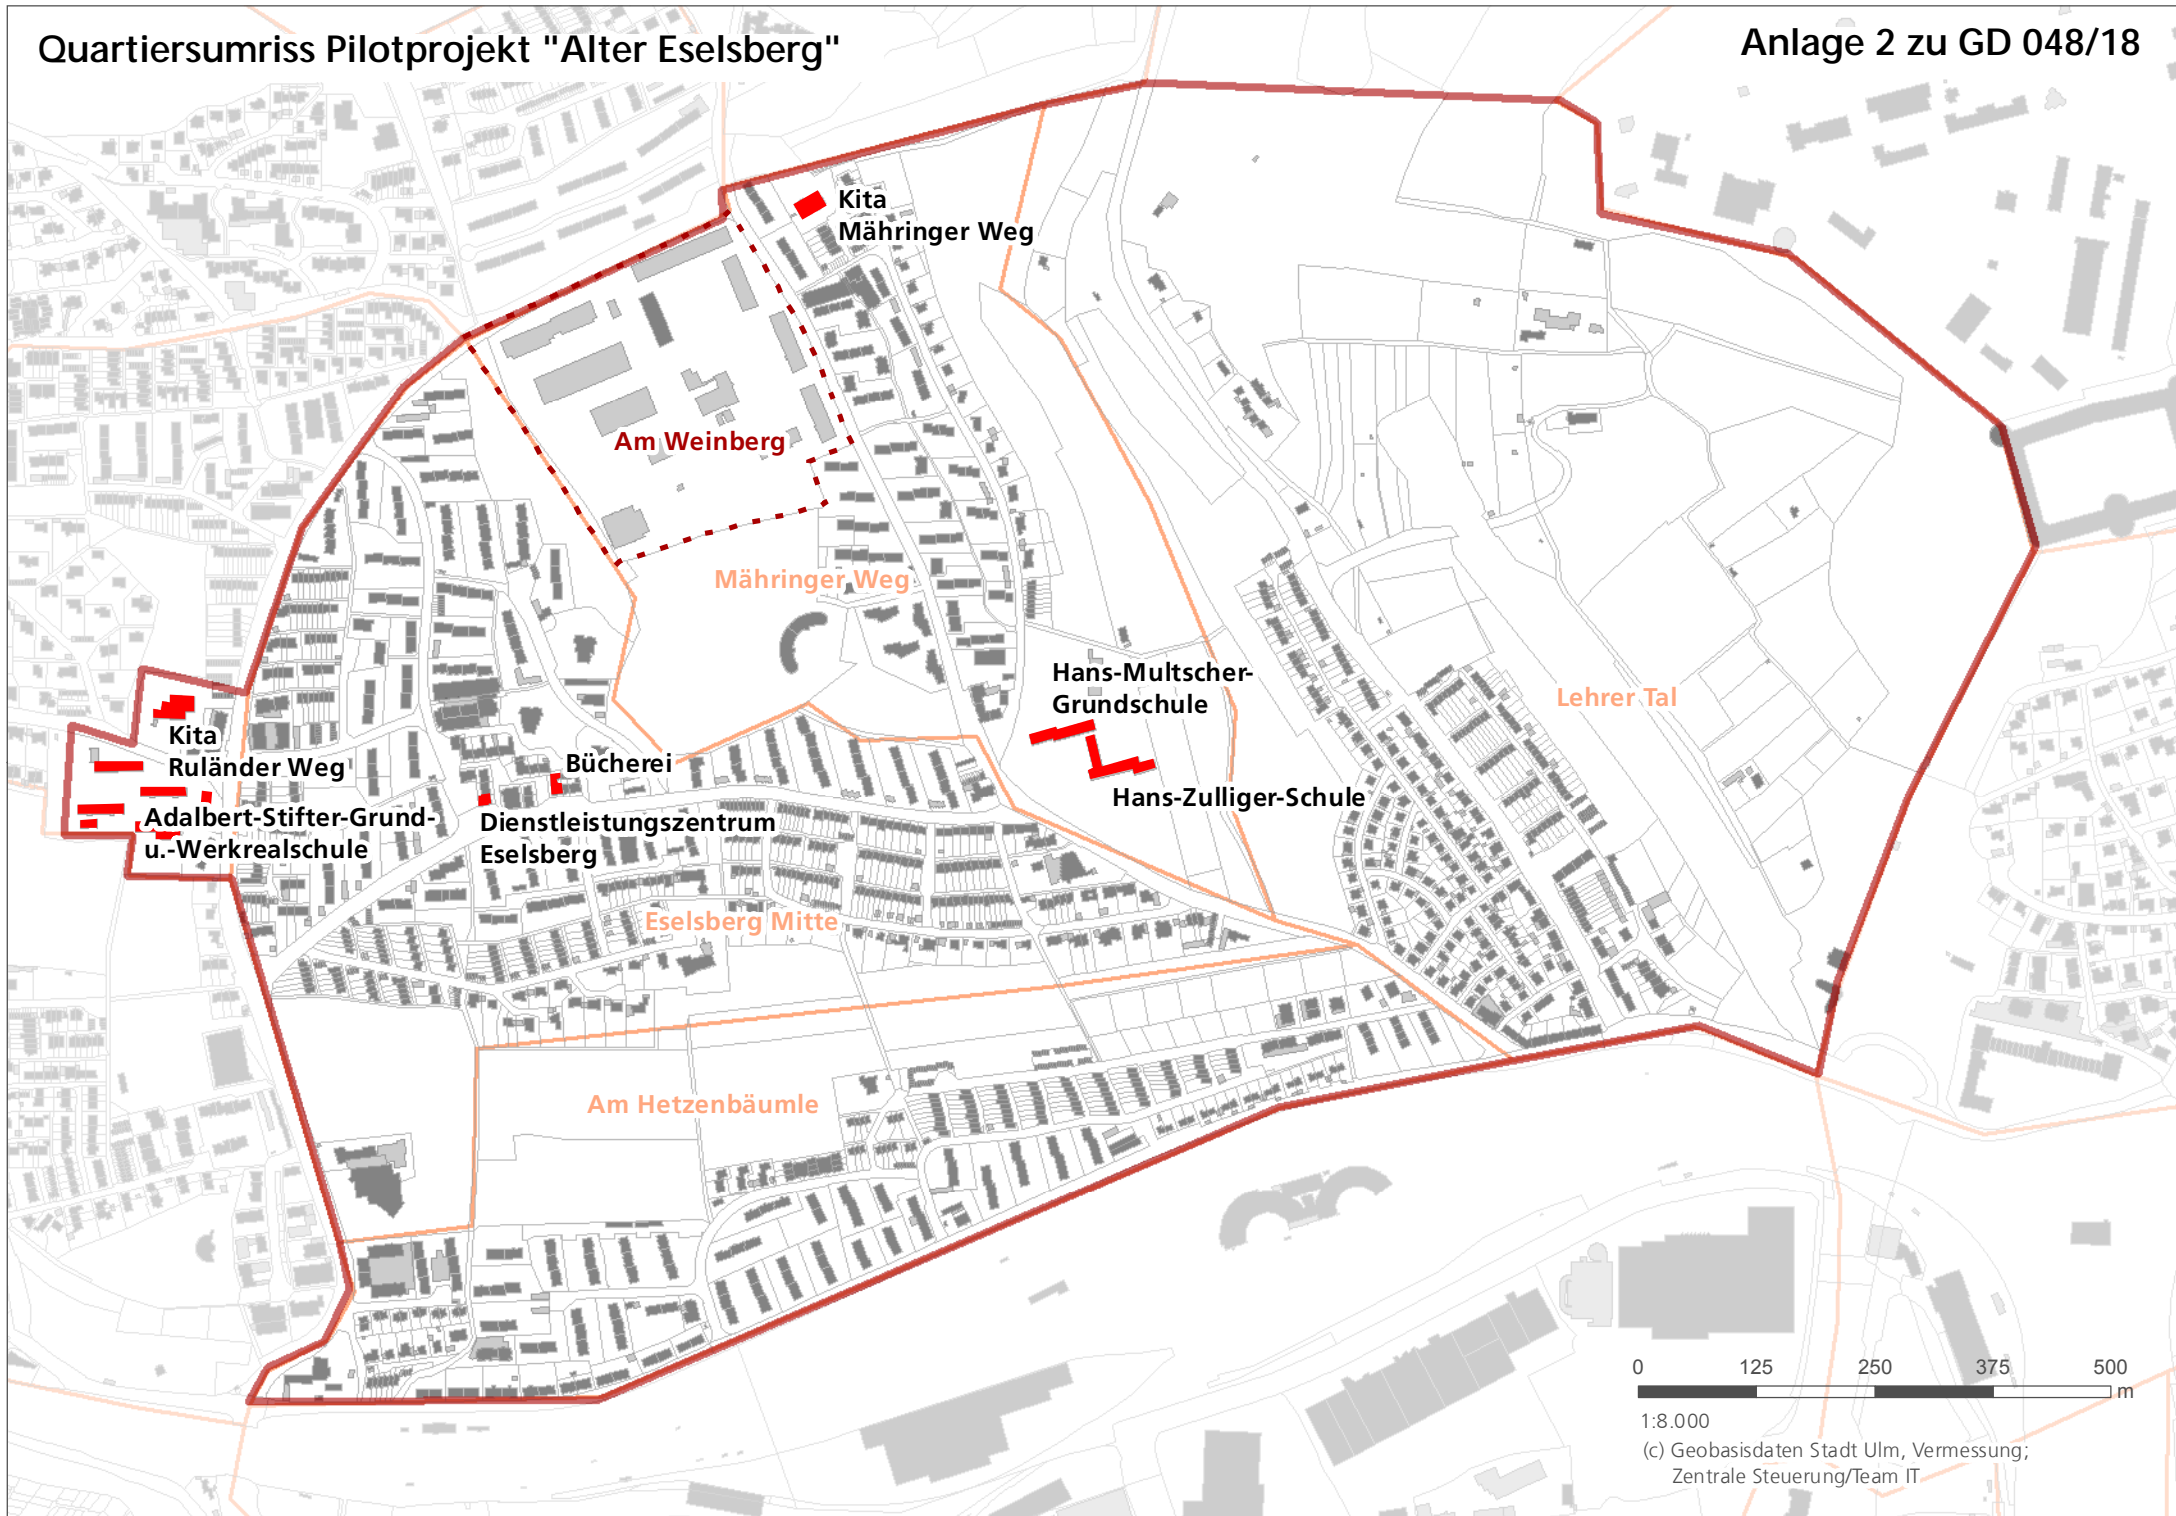 Quartiersumriss Pilotprojekt "Alter Eselsberg"
Anlage 2 zu GD 048/18
Kita
Mähringer Weg
Am Weinberg
Mähringer Weg
Hans-Multscher-
Grundschule
Lehrer Tal
Kita
Ruländer Weg
Bücherei
Hans-Zulliger-Schule
Adalbert-Stifter-Grund-
u.-Werkrealschule
Dienstleistungszentrum
Eselsberg
Eselsberg Mitte
Am Hetzenbäumle
0 125 250 375 500
m
1:8.000
(c) Geobasisdaten Stadt Ulm, Vermessung;
Zentrale Steuerung/Team IT